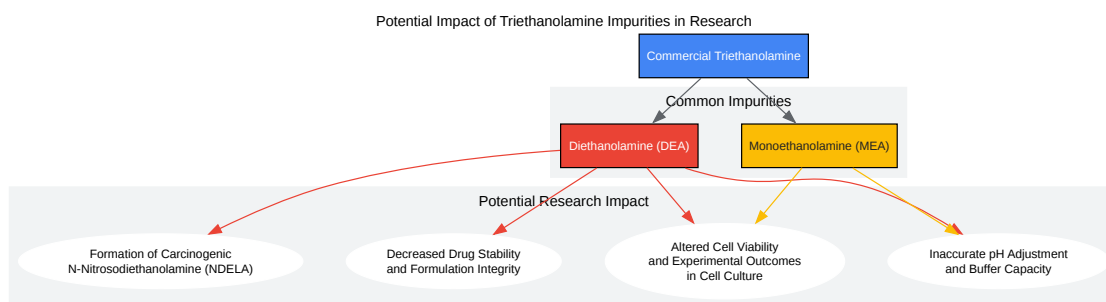 Potential Impact of Triethanolamine Impurities in Research
Commercial Triethanolamine
Common Impurities
Diethanolamine (DEA)
Monoethanolamine (MEA)
Potential Research Impact
Formation of Carcinogenic
N-Nitrosodiethanolamine (NDELA)
Decreased Drug Stability
and Formulation Integrity
Altered Cell Viability
and Experimental Outcomes
in Cell Culture
Inaccurate pH Adjustment
and Buffer Capacity